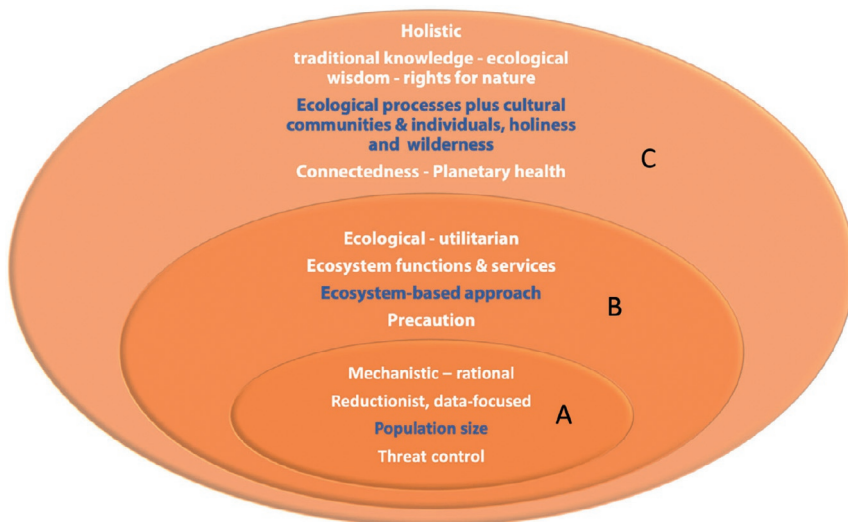 Holistic
traditional knowledge - ecological
wisdom - rights for nature
Ecological processes plus cultural
communities & individuals, holiness
and wilderness
Connectedness - Planetary health
C
Ecological - utilitarian
Ecosystem functions & services
Ecosystem-based approach
Precaution
B
Mechanistic – rational
Reductionist, data-focused
Population size
Threat control
A